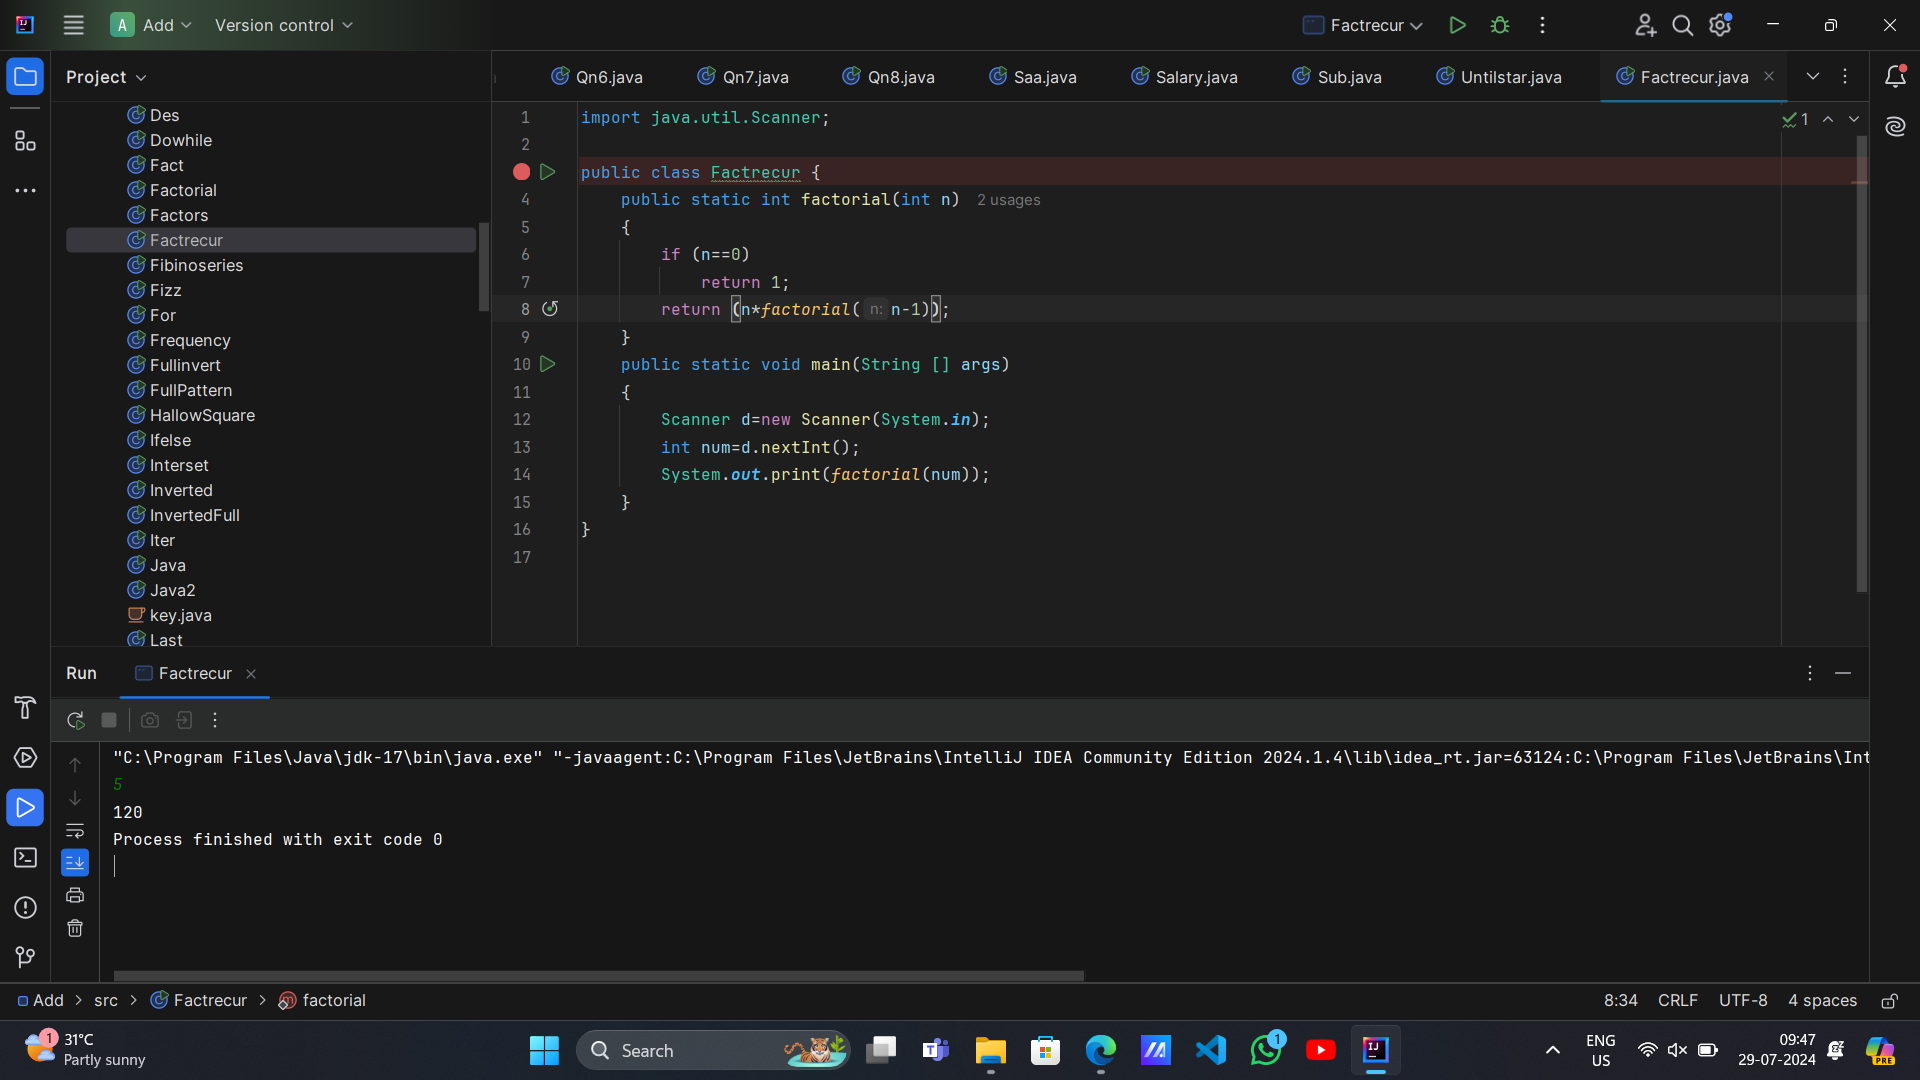 A Add Version control Factrecur
Project
Qn6.java Qn7.java Qn8.java Saa.java Salary.java Sub.java Untilstar.java Factrecur.java
Des
Dowhile
Fact
Factorial
Factors
Factrecur
Fibinoseries
Fizz
For
Frequency
Fullinvert
FullPattern
HallowSquare
Ifelse
Interset
Inverted
InvertedFull
Iter
Java
Java2
key.java
Last
1 import java.util.Scanner; 1
2
public class Factrecur {
4 public static int factorial(int n) 2 usages
5 {
6 if (n==0)
7 return 1;
8 return (n*factorial( n: n-1));
9 }
10 public static void main(String [] args)
11 {
12 Scanner d=new Scanner(System.in);
13 int num=d.nextInt();
14 System.out.print(factorial(num));
15 }
16 }
17
Run Factrecur
"C:\Program Files\Java\jdk-17\bin\java.exe" "-javaagent:C:\Program Files\JetBrains\IntelliJ IDEA Community Edition 2024.1.4\lib\idea_rt.jar=63124:C:\Program Files\JetBrains\Int
5
120
Process finished with exit code 0
Add > src > Factrecur > factorial 8:34 CRLF UTF-8 4 spaces
1 31°C
Partly sunny
Search
1
ENG
US
09:47
29-07-2024
PRE